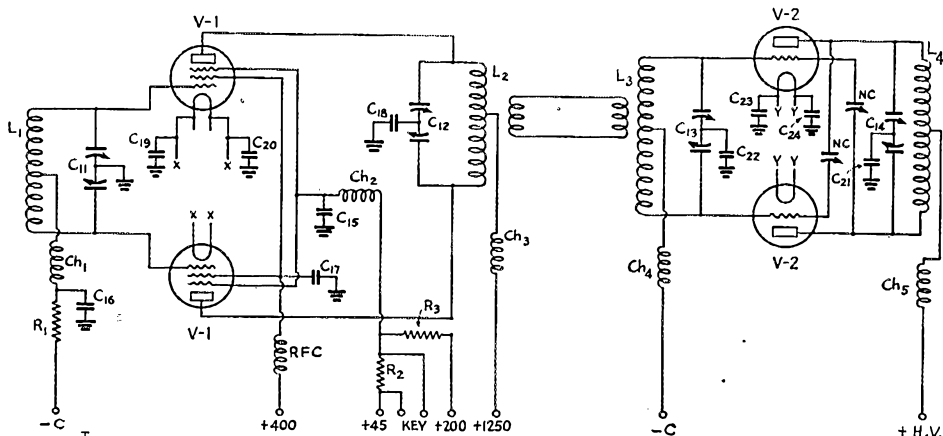 V-1
V-2
L1
L2
L3
L4
C18
C12
C11
C19
C20
X X
C23
C24
Y Y
NC
C13
C22
C14
NC
C21
Y Y
Ch2
C15
X X
Ch1
C16
R1
C17
V-1
Ch3
Ch4
V-2
Ch5
R3
RFC
R2
-C
+400
+45
KEY
+200
+1250
-C
+ H.V.